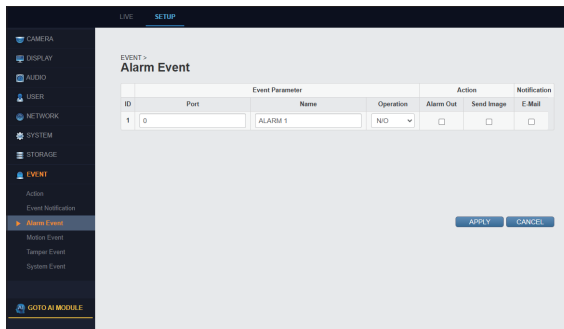 LIVE SETUP
CAMERA
DISPLAY
AUDIO
USER
NETWORK
SYSTEM
STORAGE
EVENT
Action
Event Notification
Alarm Event
Motion Event
Tamper Event
System Event
GOTO AI MODULE
EVENT >
Alarm Event
Event Parameter Action Notification
ID Port Name Operation Alarm Out Send Image E-Mail
1 0 ALARM 1 N/O
APPLY CANCEL